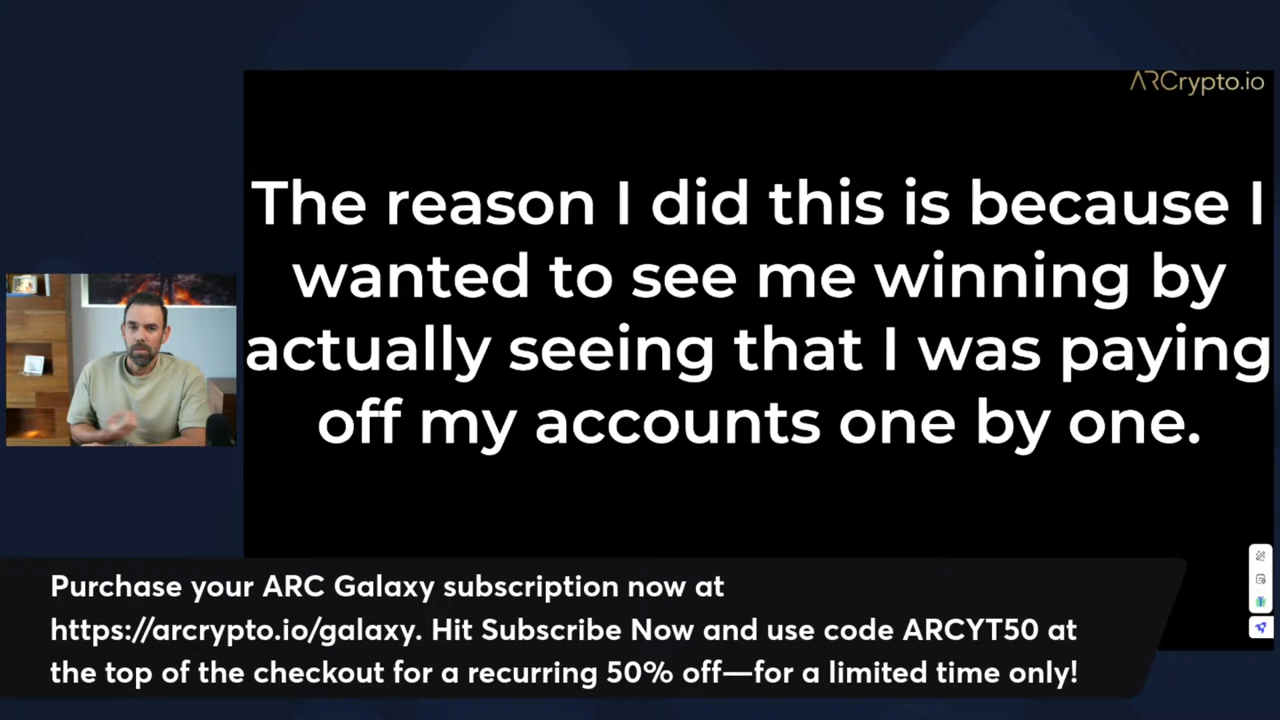 ARCrypto.io
The reason I did this is because I
wanted to see me winning by
actually seeing that I was paying
off my accounts one by one.
Purchase your ARC Galaxy subscription now at
https://arcrypto.io/galaxy. Hit Subscribe Now and use code ARCYT50 at
the top of the checkout for a recurring 50% off—for a limited time only!